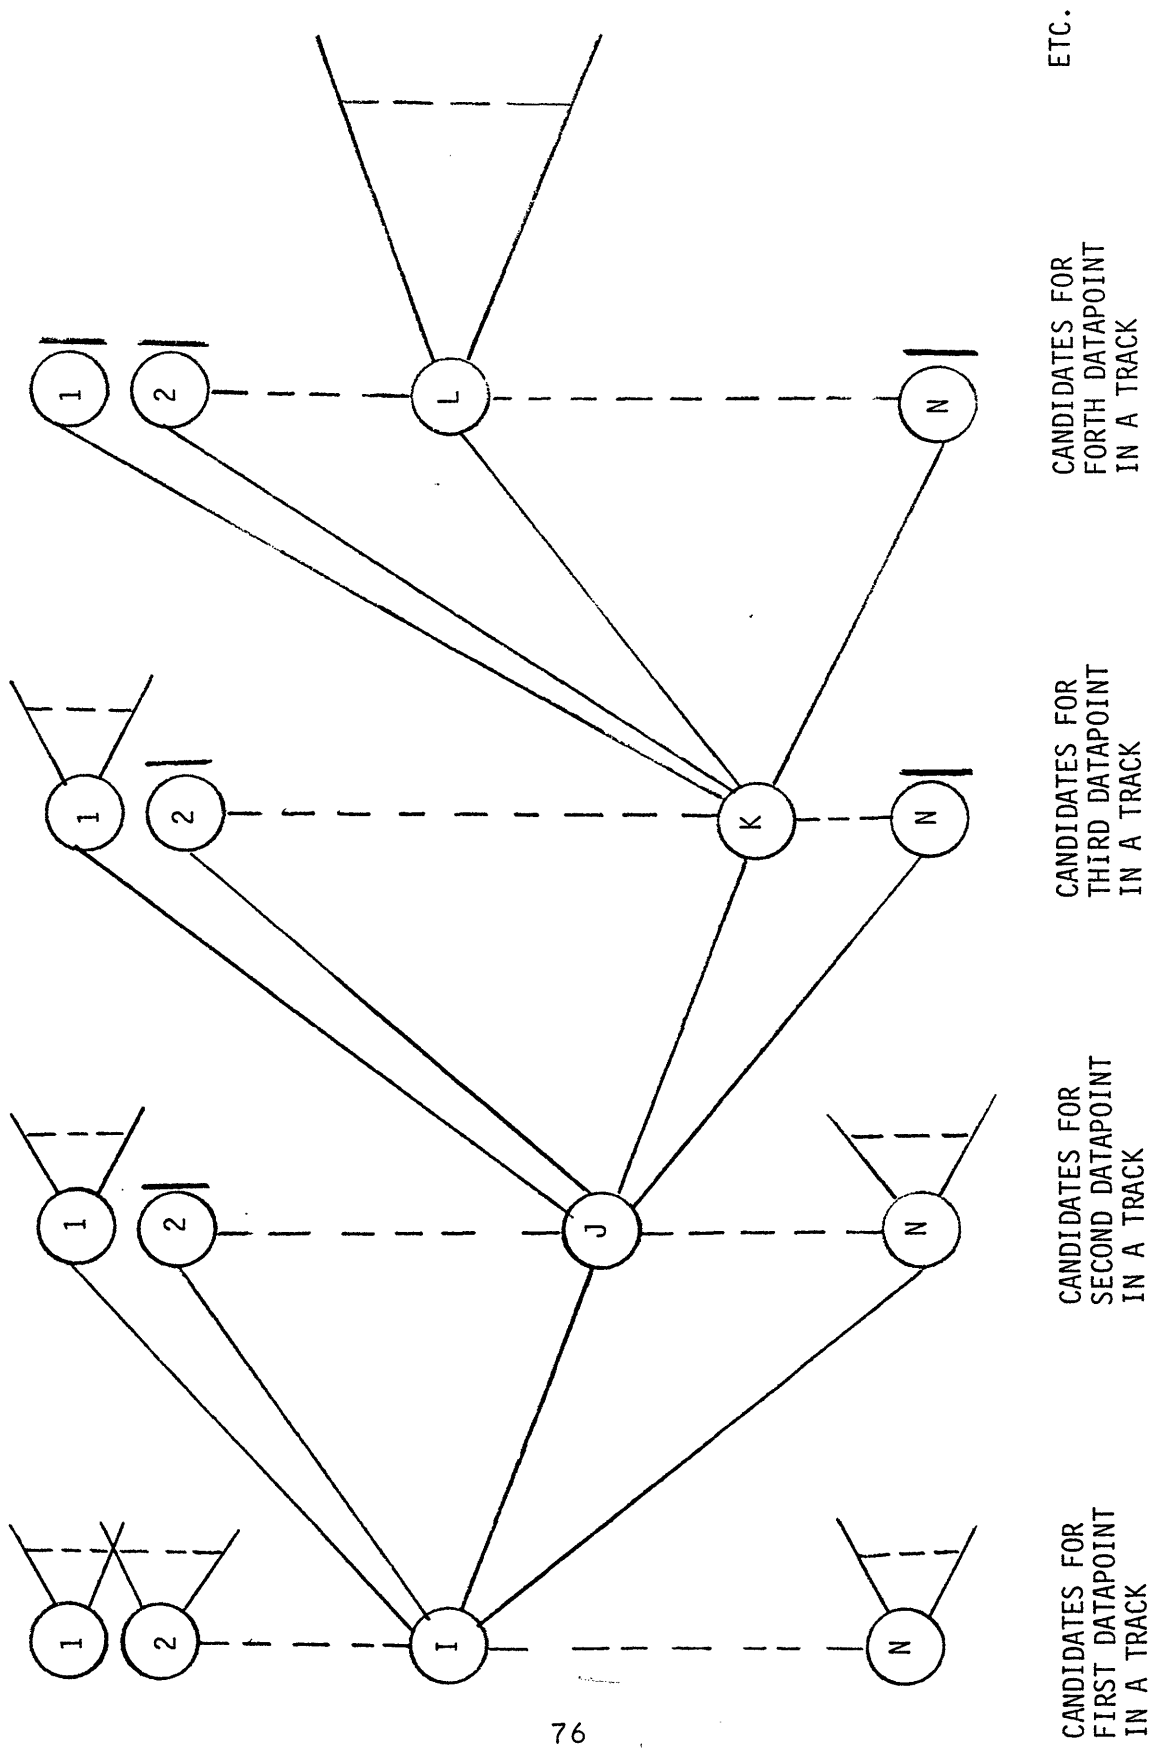 1
2
I
N
CANDIDATES FOR
FIRST DATAPOINT
IN A TRACK
1
2
J
N
CANDIDATES FOR
SECOND DATAPOINT
IN A TRACK
1
2
K
N
CANDIDATES FOR
THIRD DATAPOINT
IN A TRACK
1
2
L
N
CANDIDATES FOR
FORTH DATAPOINT
IN A TRACK
ETC.
76